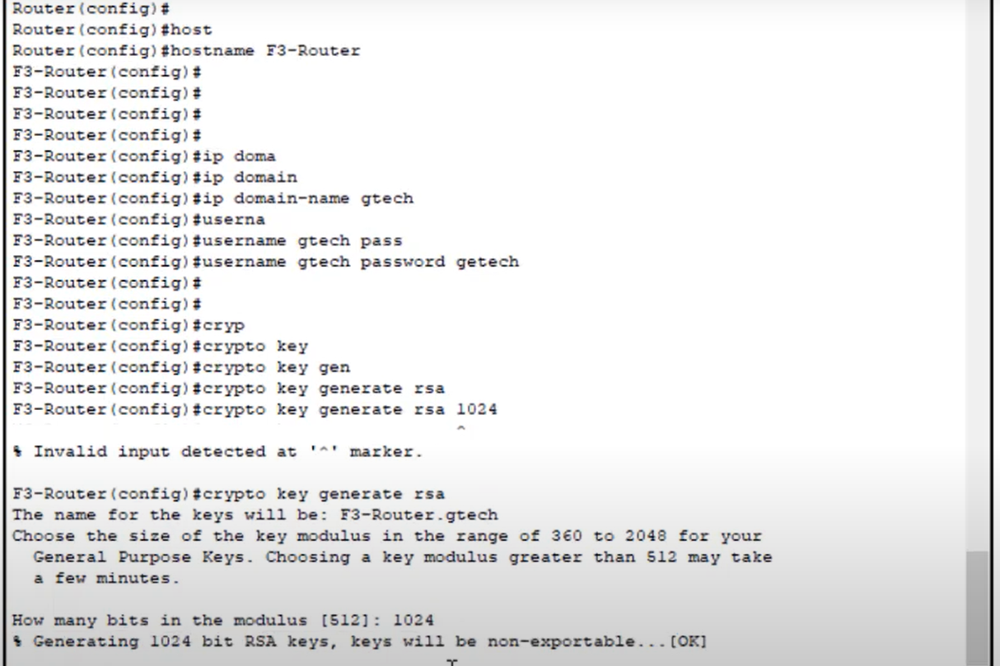 Router(config)#
Router(config)#host
Router(config)#hostname F3-Router
F3-Router(config)#
F3-Router(config)#
F3-Router(config)#
F3-Router(config)#
F3-Router(config)#ip doma
F3-Router(config)#ip domain
F3-Router(config)#ip domain-name gtech
F3-Router(config)#userna
F3-Router(config)#username gtech pass
F3-Router(config)#username gtech password getech
F3-Router(config)#
F3-Router(config)#
F3-Router(config)#cryp
F3-Router(config)#crypto key
F3-Router(config)#crypto key gen
F3-Router(config)#crypto key generate rsa
F3-Router(config)#crypto key generate rsa 1024
^
% Invalid input detected at '^' marker.
F3-Router(config)#crypto key generate rsa
The name for the keys will be: F3-Router.gtech
Choose the size of the key modulus in the range of 360 to 2048 for your
General Purpose Keys. Choosing a key modulus greater than 512 may take
a few minutes.
How many bits in the modulus [512]: 1024
% Generating 1024 bit RSA keys, keys will be non-exportable...[OK]